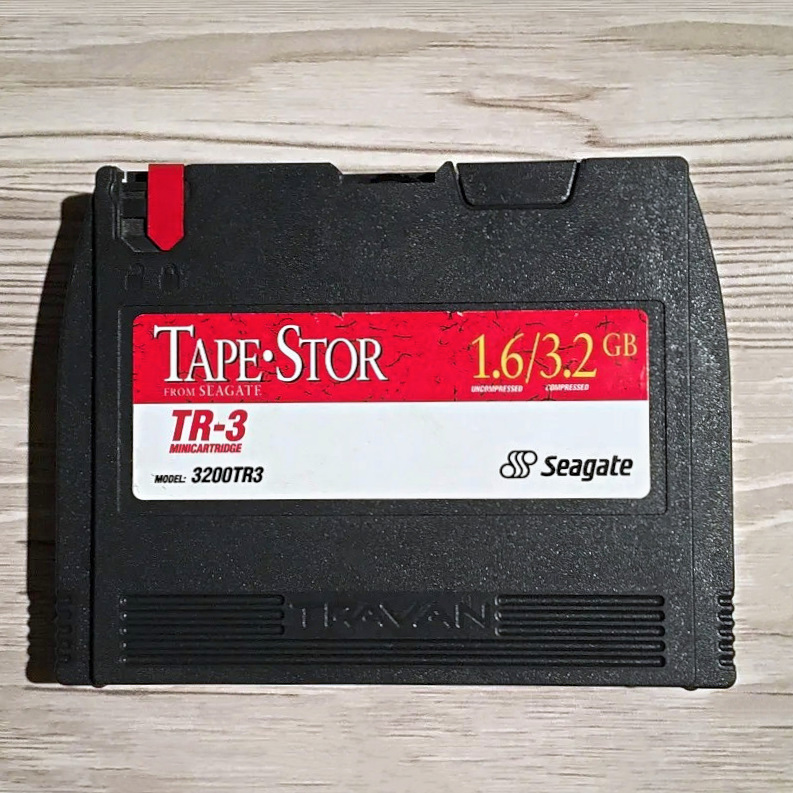 TAPE•STOR
FROM SEAGATE
1.6/3.2 GB
UNCOMPRESSED COMPRESSED
TR-3
MINICARTRIDGE
MODEL: 3200TR3
Seagate
TRAVAN